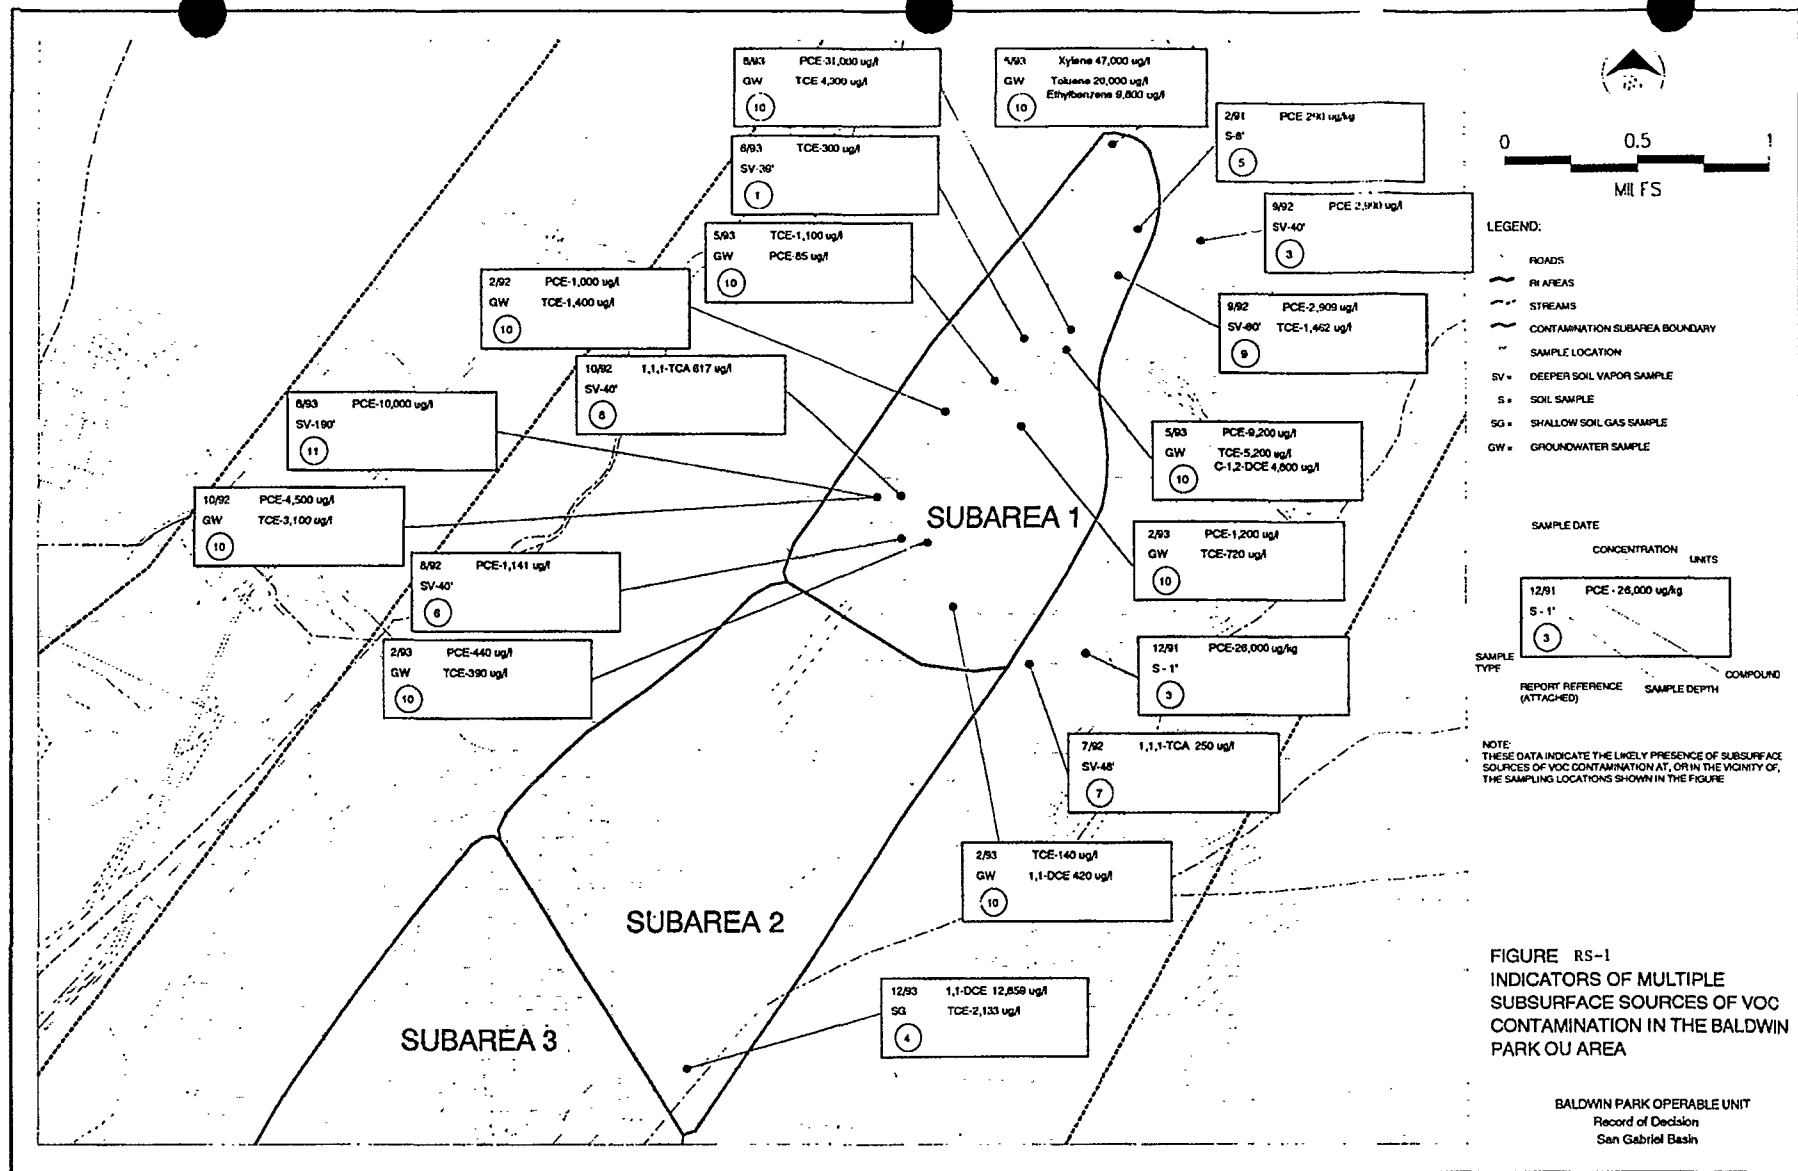 6/93 PCE-31,000 ug/l
GW TCE 4,300 ug/l
10
5/93 Xylene 47,000 ug/l
GW Toluene 20,000 ug/l
Ethylbenzene 9,800 ug/l
10
6/93 TCE-300 ug/l
SV-39'
1
2/91 PCE ug/kg
S-6'
5
5/93 TCE-1,100 ug/l
GW PCE-85 ug/l
10
9/92 PCE ug/l
SV-40'
3
2/92 PCE-1,000 ug/l
GW TCE-1,400 ug/l
10
9/92 PCE-2,909 ug/l
SV-60' TCE-1,462 ug/l
9
10/92 1,1,1-TCA 617 ug/l
SV-40'
8
6/93 PCE-10,000 ug/l
SV-190'
11
5/93 PCE-9,200 ug/l
GW TCE-5,200 ug/l
C-1,2-DCE 4,800 ug/l
10
10/92 PCE-4,500 ug/l
GW TCE-3,100 ug/l
10
SUBAREA 1
2/93 PCE-1,200 ug/l
GW TCE-720 ug/l
10
8/92 PCE-1,141 ug/l
SV-40'
6
2/93 PCE-440 ug/l
GW TCE-390 ug/l
10
12/91 PCE-26,000 ug/kg
S - 1'
3
7/92 1,1,1-TCA 250 ug/l
SV-48'
7
2/93 TCE-140 ug/l
GW 1,1-DCE 420 ug/l
10
SUBAREA 2
12/93 1,1-DCE 12,659 ug/l
SG TCE-2,133 ug/l
4
SUBAREA 3
0 0.5 1
MILES
LEGEND:
ROADS
RI AREAS
STREAMS
CONTAMINATION SUBAREA BOUNDARY
SAMPLE LOCATION
SV = DEEPER SOIL VAPOR SAMPLE
S = SOIL SAMPLE
SG = SHALLOW SOIL GAS SAMPLE
GW = GROUNDWATER SAMPLE
SAMPLE DATE
CONCENTRATION
UNITS
12/91 PCE - 26,000 ug/kg
S - 1'
3
SAMPLE
TYPE
REPORT REFERENCE
(ATTACHED)
SAMPLE DEPTH
COMPOUND
NOTE:
THESE DATA INDICATE THE LIKELY PRESENCE OF SUBSURFACE
SOURCES OF VOC CONTAMINATION AT, OR IN THE VICINITY OF,
THE SAMPLING LOCATIONS SHOWN IN THE FIGURE
FIGURE RS-1
INDICATORS OF MULTIPLE
SUBSURFACE SOURCES OF VOC
CONTAMINATION IN THE BALDWIN
PARK OU AREA
BALDWIN PARK OPERABLE UNIT
Record of Decision
San Gabriel Basin